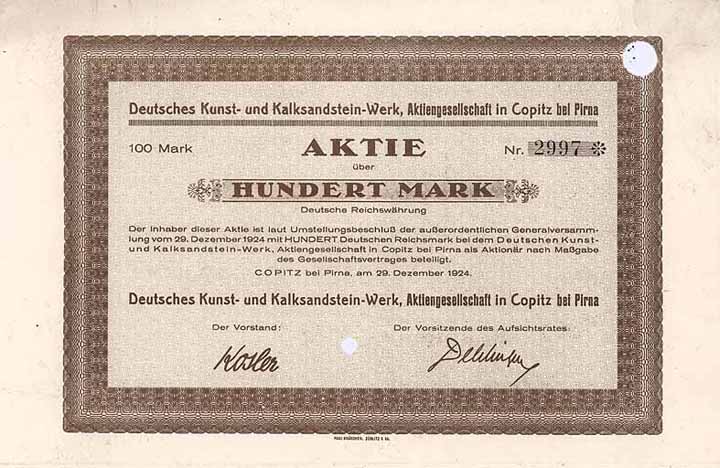 Deutsches Kunst- und Kalksandstein-Werk, Aktiengesellschaft in Copitz bei Pirna
100 Mark AKTIE Nr. 2997 *
über
HUNDERT MARK
Deutsche Reichswährung
Der Inhaber dieser Aktie ist laut Umstellungsbeschluß der außerordentlichen Generalversamm-
lung vom 29. Dezember 1924 mit HUNDERT Deutschen Reichsmark bei dem Deutschen Kunst-
und Kalksandstein-Werk, Aktiengesellschaft in Copitz bei Pirna als Aktionär nach Maßgabe
des Gesellschaftsvertrages beteiligt.
COPITZ bei Pirna, am 29. Dezember 1924.
Deutsches Kunst- und Kalksandstein-Werk, Aktiengesellschaft in Copitz bei Pirna
Der Vorstand: Der Vorsitzende des Aufsichtsrates:
Kosler